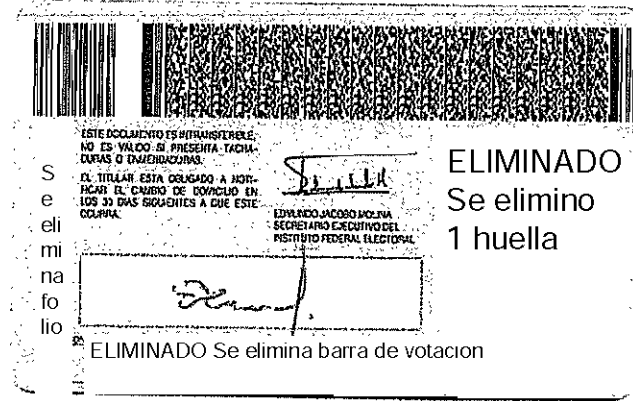 ESTE DOCUMENTO ES INTRANSFERIBLE,
NO ES VALIDO SI PRESENTA TACHA-
DURAS O ENMENDADURAS.
EL TITULAR ESTA OBLIGADO A NOTI-
FICAR EL CAMBIO DE DOMICILIO EN
LOS 30 DIAS SIGUIENTES A QUE ESTE
OCURRA.
EDMUNDO JACOBO MOLINA
SECRETARIO EJECUTIVO DEL
INSTITUTO FEDERAL ELECTORAL
ELIMINADO
Se elimino
1 huella
S
e
eli
mi
na
fo
lio
ELIMINADO Se elimina barra de votacion